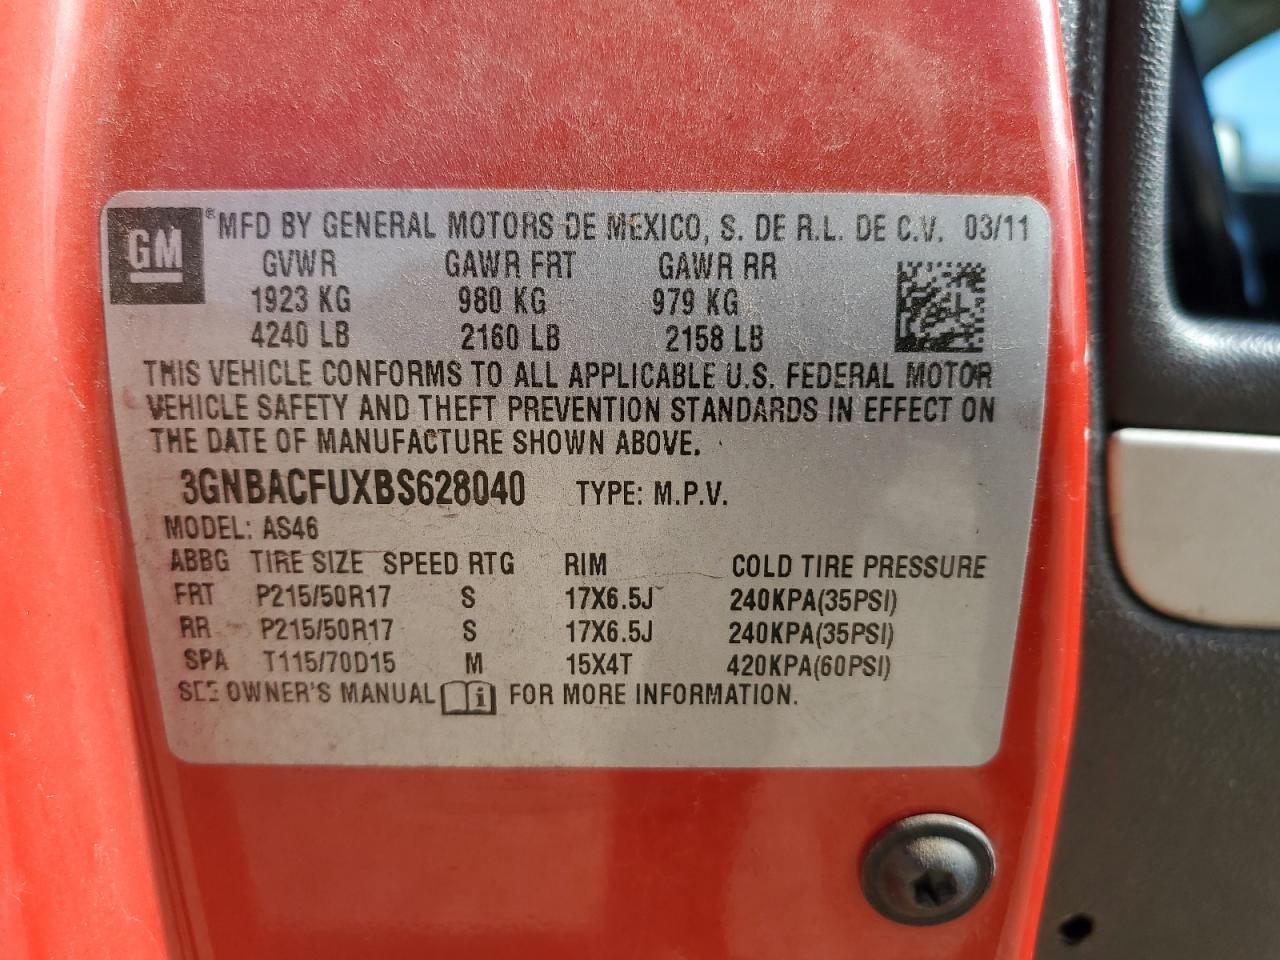 GM ® MFD BY GENERAL MOTORS DE MEXICO, S. DE R.L. DE C.V. 03/11
GVWR GAWR FRT GAWR RR
1923 KG 980 KG 979 KG
4240 LB 2160 LB 2158 LB
THIS VEHICLE CONFORMS TO ALL APPLICABLE U.S. FEDERAL MOTOR
VEHICLE SAFETY AND THEFT PREVENTION STANDARDS IN EFFECT ON
THE DATE OF MANUFACTURE SHOWN ABOVE.
3GNBACFUXBS628040 TYPE: M.P.V.
MODEL: AS46
ABBG TIRE SIZE SPEED RTG RIM COLD TIRE PRESSURE
FRT P215/50R17 S 17X6.5J 240KPA(35PSI)
RR P215/50R17 S 17X6.5J 240KPA(35PSI)
SPA T115/70D15 M 15X4T 420KPA(60PSI)
SEE OWNER'S MANUAL i FOR MORE INFORMATION.